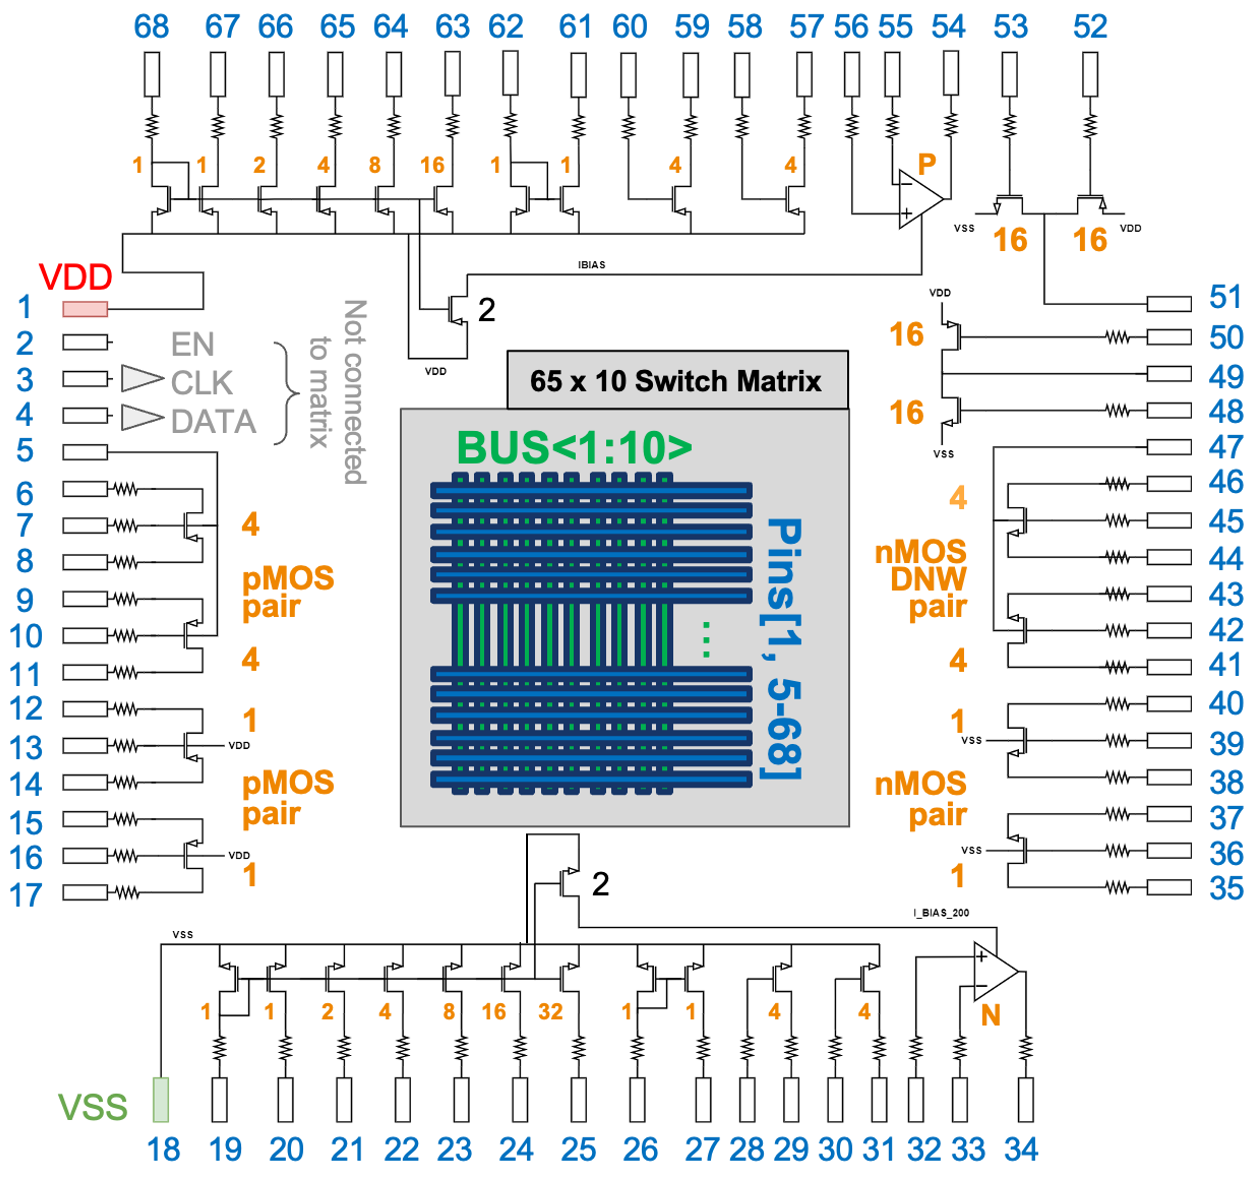 68 67 66 65 64 63 62 61 60 59 58 57 56 55 54 53 52
1 1 2 4 8 16 1 1 4 4 P
VSS 16 16 VDD
IBIAS
VDD
1
2
VDD
2 EN
3 CLK
4 DATA
Not connected
to matrix
5
6
7
8
9
10
11
12
13
14
15
16
17
4
pMOS
pair
4
1
VDD
pMOS
pair
VDD
1
65 x 10 Switch Matrix
BUS<1:10>
Pins[1, 5-68]
...
51
VDD
16
50
49
16
48
VSS
47
46
4
45
nMOS
DNW
pair
44
43
42
4
41
40
1
VSS
39
nMOS
pair
38
37
VSS
36
1
35
2
I_BIAS_200
VSS
1 1 2 4 8 16 32 1 1 4 4 N
+
-
-
+
VSS
18 19 20 21 22 23 24 25 26 27 28 29 30 31 32 33 34